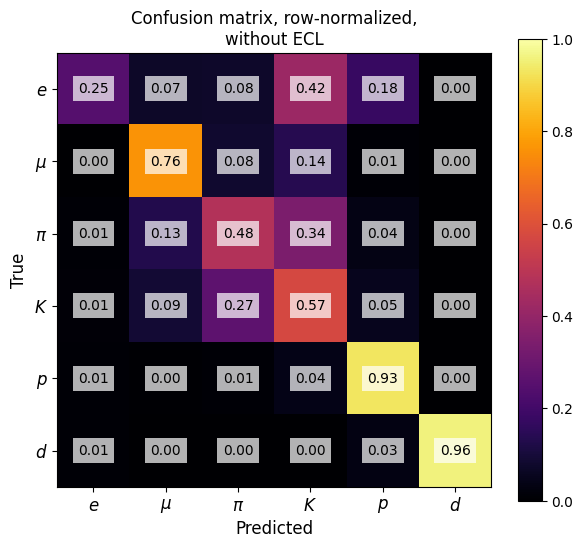 Confusion matrix, row-normalized,
without ECL
True
e 0.25 0.07 0.08 0.42 0.18 0.00
μ 0.00 0.76 0.08 0.14 0.01 0.00
π 0.01 0.13 0.48 0.34 0.04 0.00
K 0.01 0.09 0.27 0.57 0.05 0.00
p 0.01 0.00 0.01 0.04 0.93 0.00
d 0.01 0.00 0.00 0.00 0.03 0.96
e μ π K p d
Predicted
1.0
0.8
0.6
0.4
0.2
0.0